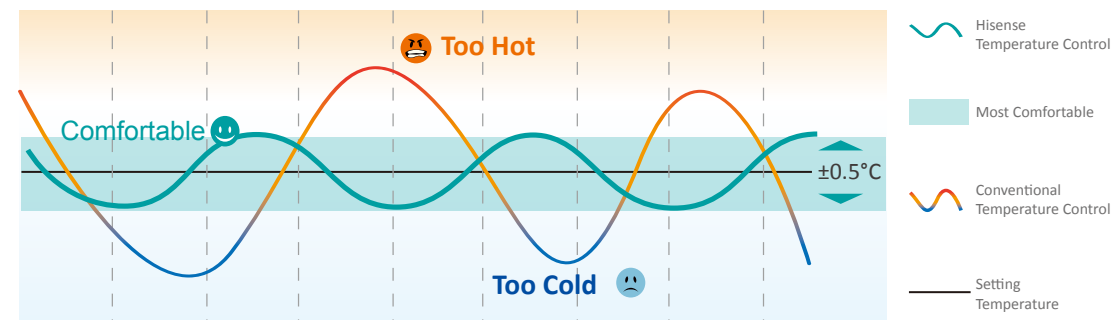 Too Hot
Comfortable
±0.5°C
Too Cold
Hisense
Temperature Control
Most Comfortable
Conventional
Temperature Control
Setting
Temperature